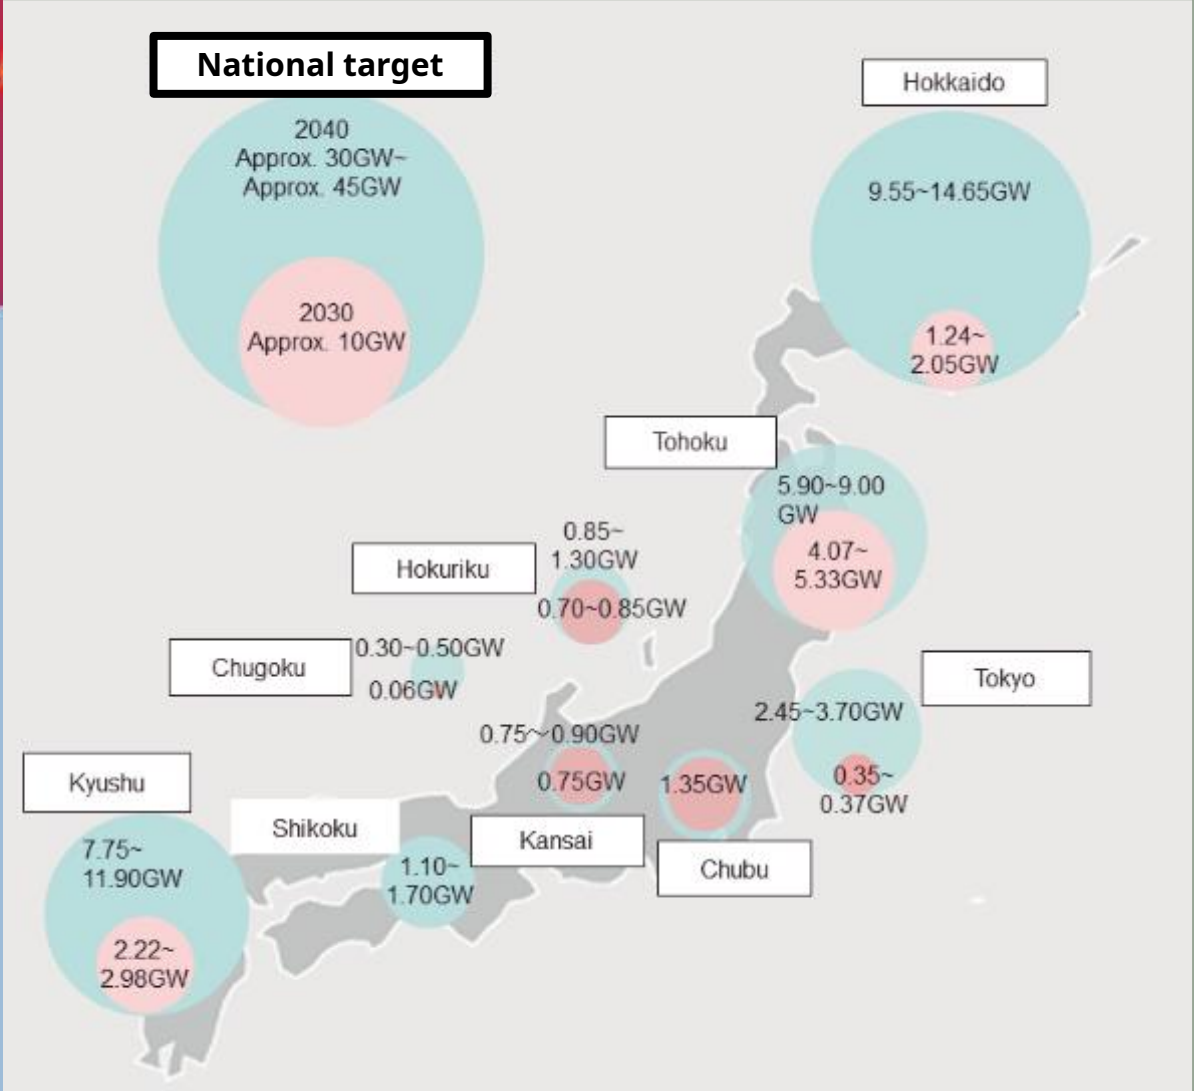 National target
2040
Approx. 30GW~
Approx. 45GW
2030
Approx. 10GW
Hokkaido
9.55~14.65GW
1.24~
2.05GW
Tohoku
5.90~9.00
GW
4.07~
5.33GW
0.85~
1.30GW
Hokuriku
0.70~0.85GW
Chugoku
0.30~0.50GW
0.06GW
Tokyo
2.45~3.70GW
0.35~
0.37GW
0.75~0.90GW
0.75GW
Kansai
1.35GW
Chubu
Kyushu
7.75~
11.90GW
2.22~
2.98GW
Shikoku
1.10~
1.70GW